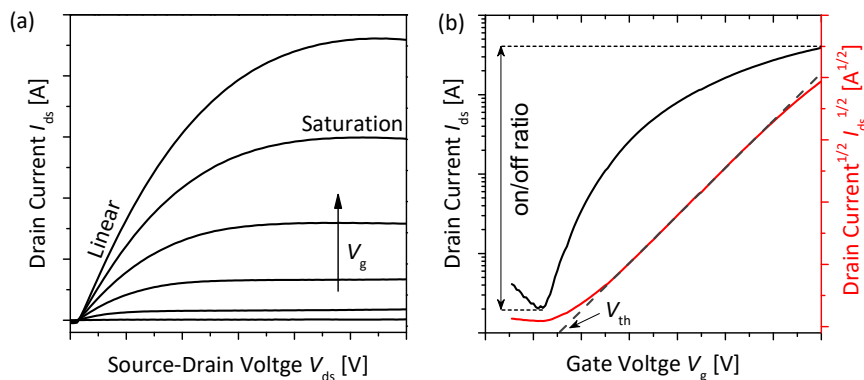 (a)
Drain Current I_ds [A]
Linear
Saturation
V_g
Source-Drain Voltge V_ds [V]
(b)
Drain Current I_ds [A]
on/off ratio
V_th
Gate Voltge V_g [V]
Drain Current^1/2 I_ds^1/2 [A^1/2]